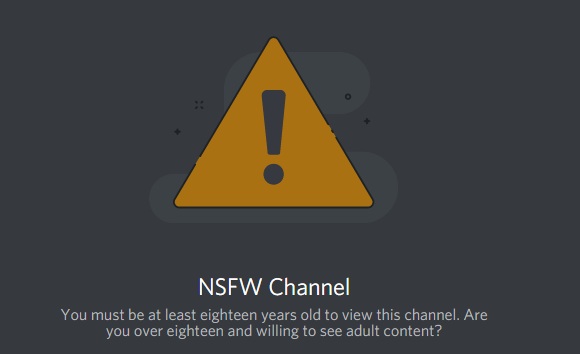 NSFW Channel
You must be at least eighteen years old to view this channel. Are
you over eighteen and willing to see adult content?